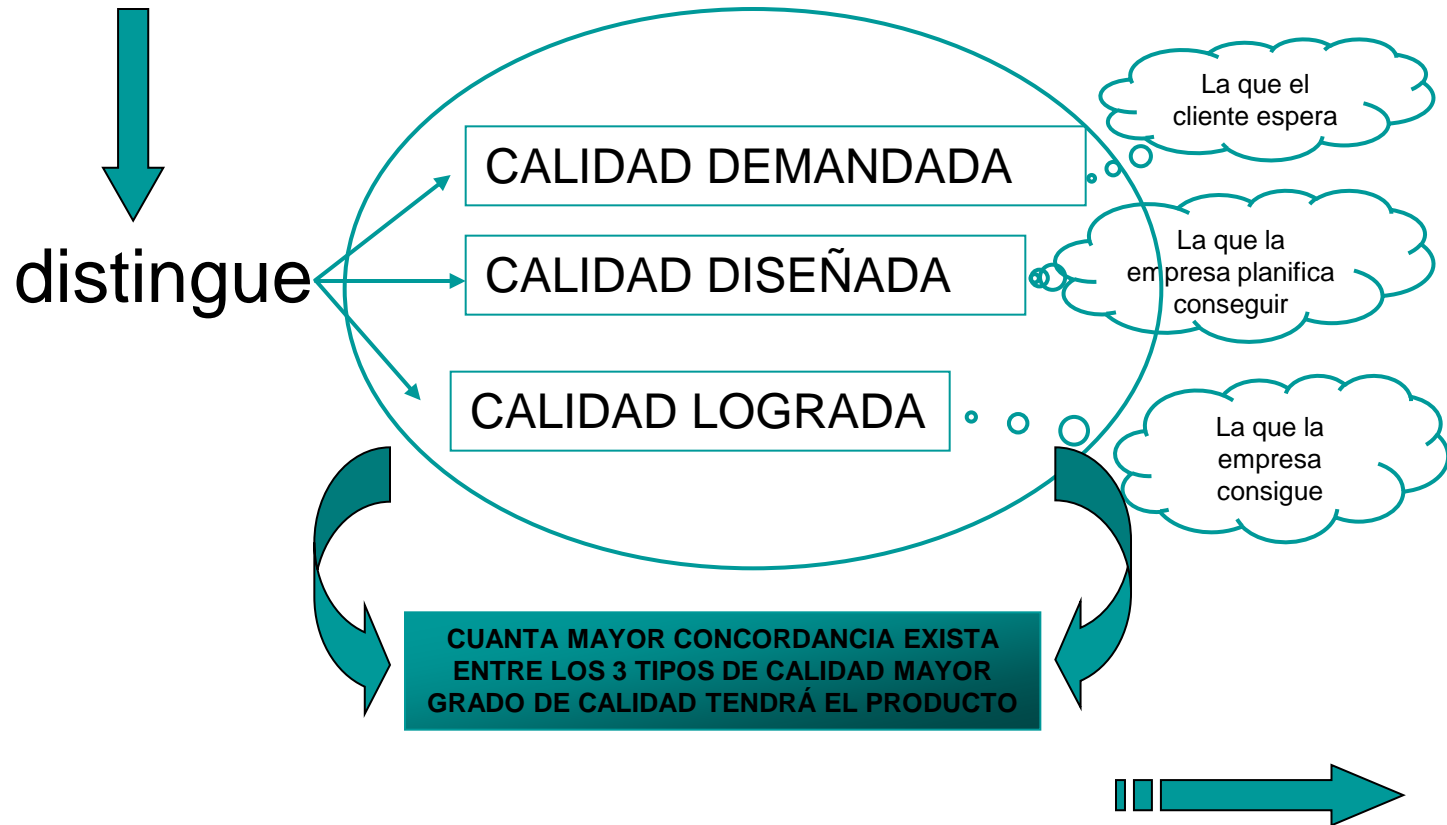 distingue
CALIDAD DEMANDADA
La que el
cliente espera
CALIDAD DISEÑADA
La que la
empresa planifica
conseguir
CALIDAD LOGRADA
La que la
empresa
consigue
CUANTA MAYOR CONCORDANCIA EXISTA
ENTRE LOS 3 TIPOS DE CALIDAD MAYOR
GRADO DE CALIDAD TENDRÁ EL PRODUCTO